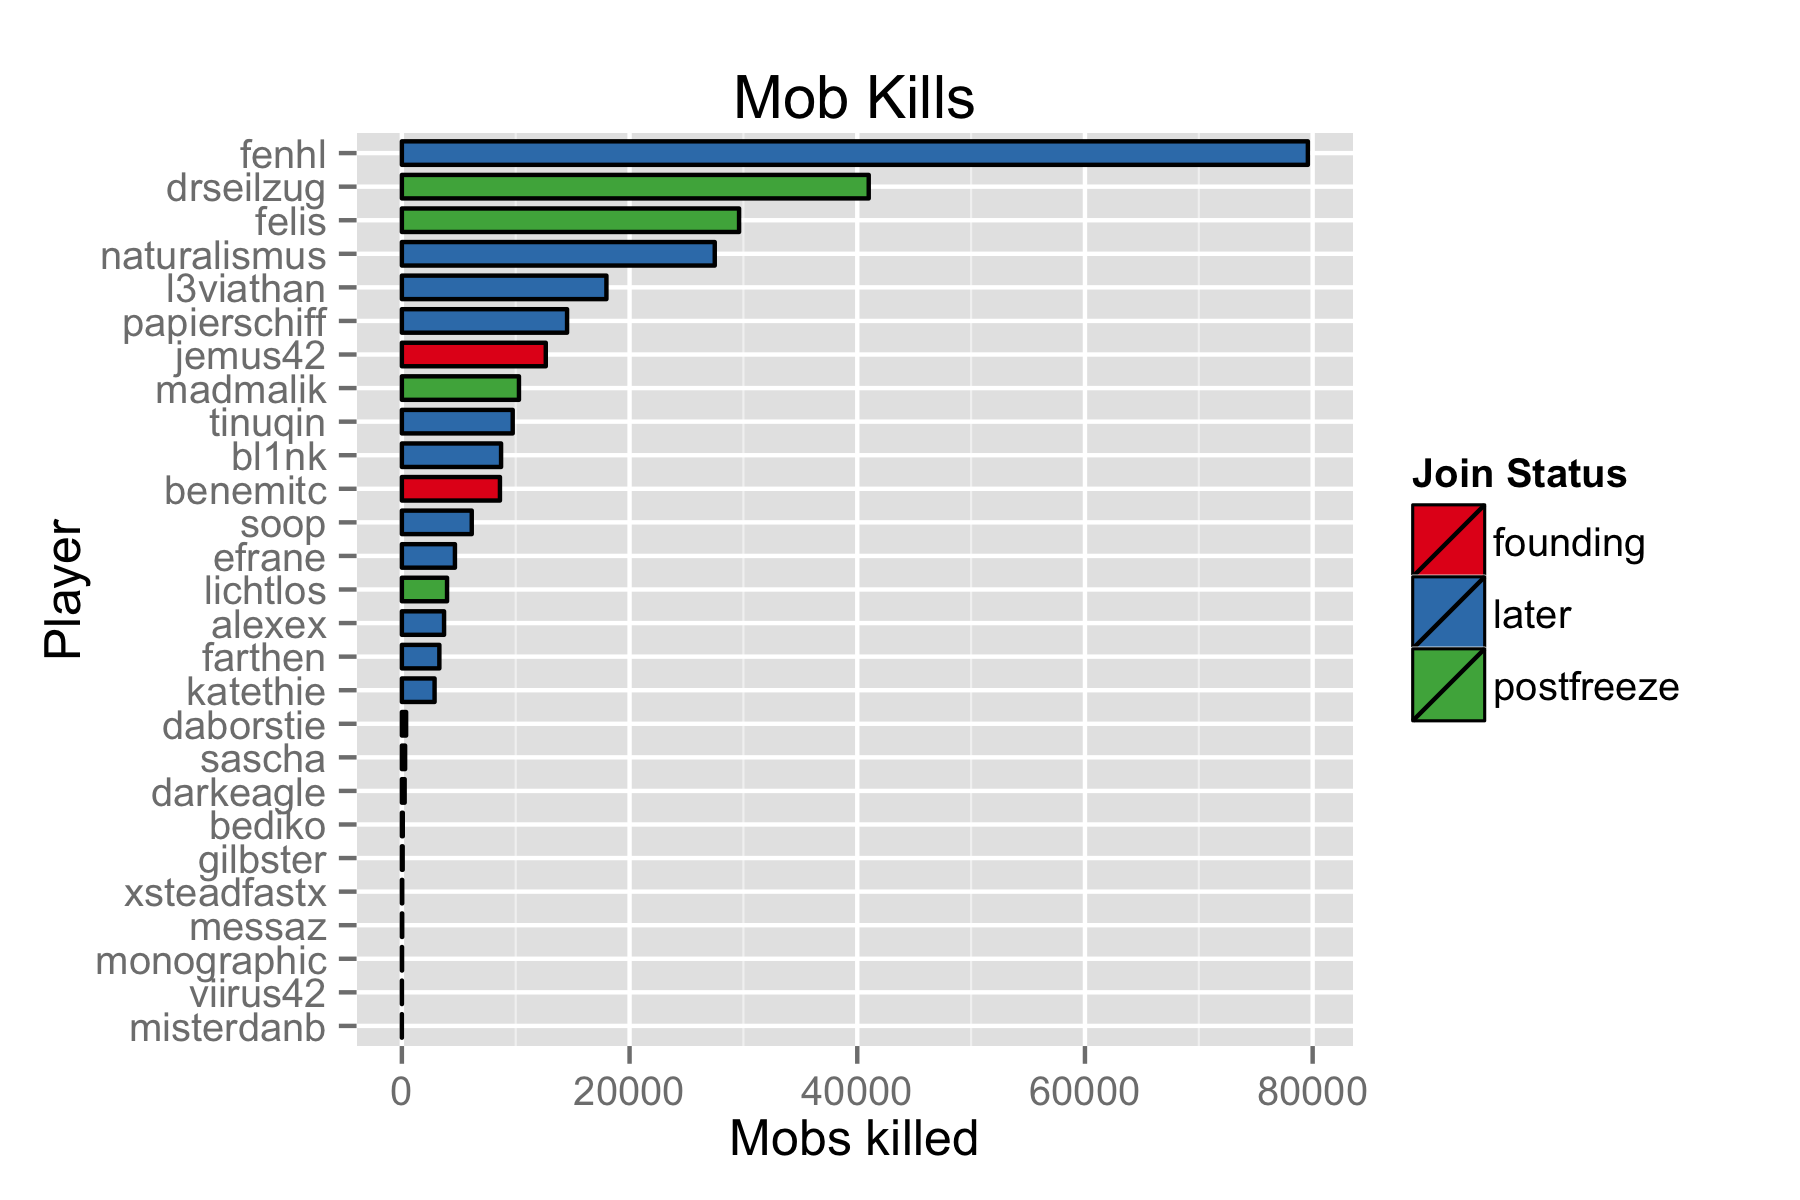 Mob Kills
Player
fenhl
drseilzug
felis
naturalismus
l3viathan
papierschiff
jemus42
madmalik
tinuqin
bl1nk
benemitc
soop
efrane
lichtlos
alexex
farthen
katethie
daborstie
sascha
darkeagle
bediko
gilbster
xsteadfastx
messaz
monographic
viirus42
misterdanb
0 20000 40000 60000 80000
Mobs killed
Join Status
founding
later
postfreeze